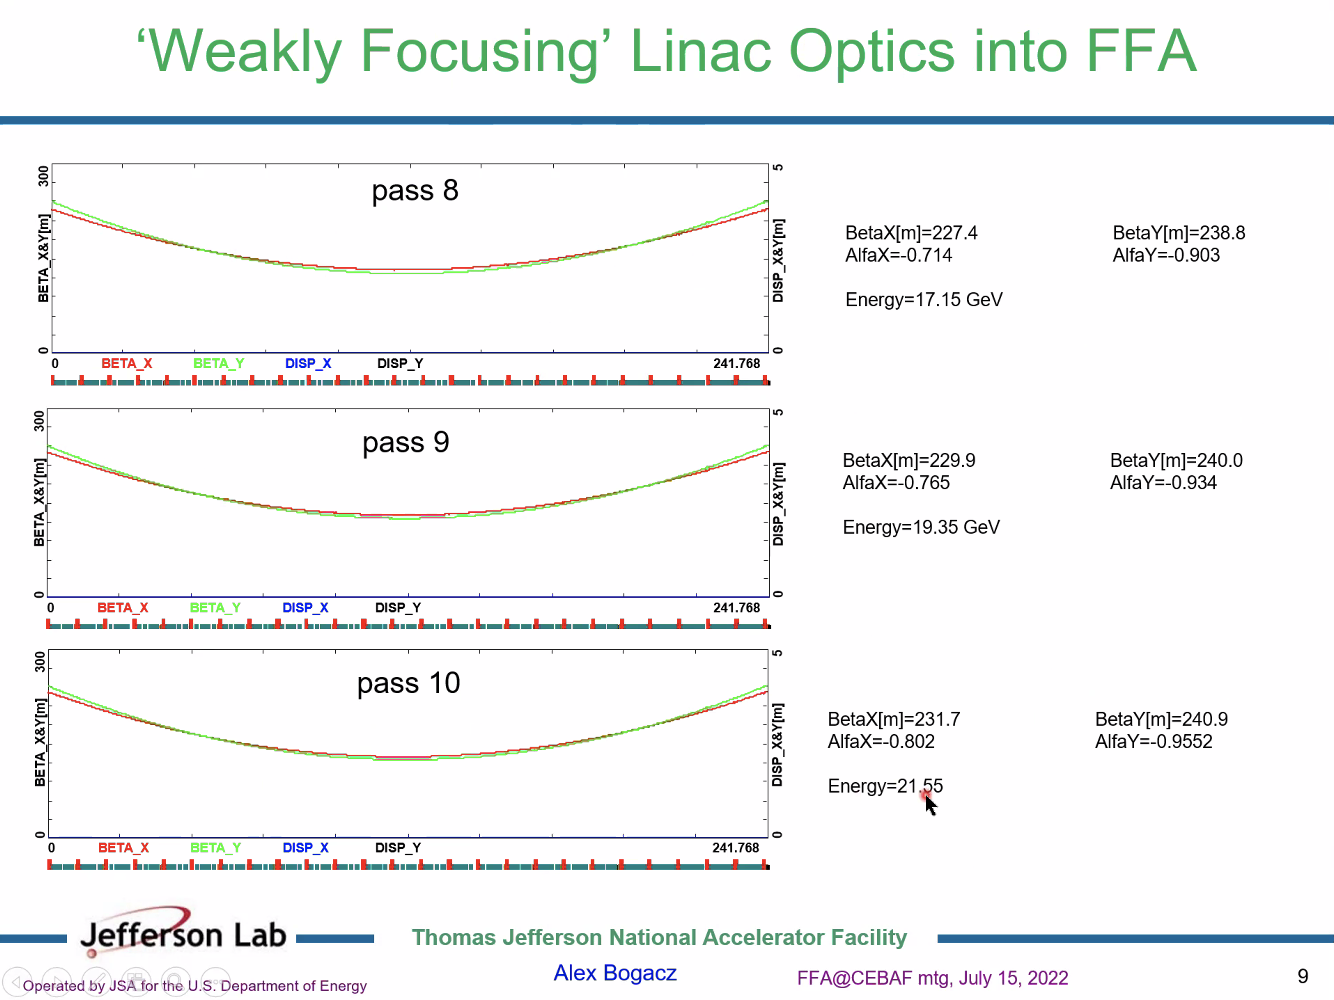 ‘Weakly Focusing’ Linac Optics into FFA
300
5
pass 8
BETA_X&Y[m]
DISP_X&Y[m]
0
0
0 BETA_X BETA_Y DISP_X DISP_Y 241.768
BetaX[m]=227.4 BetaY[m]=238.8
AlfaX=-0.714 AlfaY=-0.903
Energy=17.15 GeV
300
5
pass 9
BETA_X&Y[m]
DISP_X&Y[m]
0
0
0 BETA_X BETA_Y DISP_X DISP_Y 241.768
BetaX[m]=229.9 BetaY[m]=240.0
AlfaX=-0.765 AlfaY=-0.934
Energy=19.35 GeV
300
5
pass 10
BETA_X&Y[m]
DISP_X&Y[m]
0
0
0 BETA_X BETA_Y DISP_X DISP_Y 241.768
BetaX[m]=231.7 BetaY[m]=240.9
AlfaX=-0.802 AlfaY=-0.9552
Energy=21.55
Jefferson Lab
Thomas Jefferson National Accelerator Facility
Alex Bogacz
FFA@CEBAF mtg, July 15, 2022
9
Operated by JSA for the U.S. Department of Energy